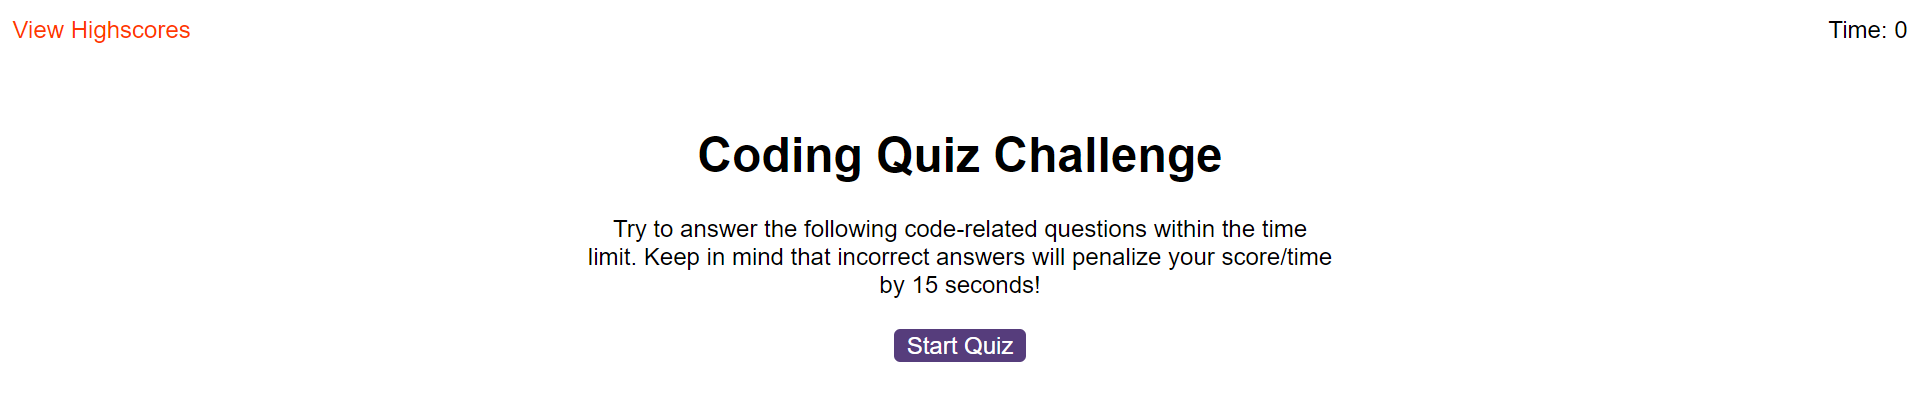 View Highscores
Time: 0
Coding Quiz Challenge
Try to answer the following code-related questions within the time
limit. Keep in mind that incorrect answers will penalize your score/time
by 15 seconds!
Start Quiz